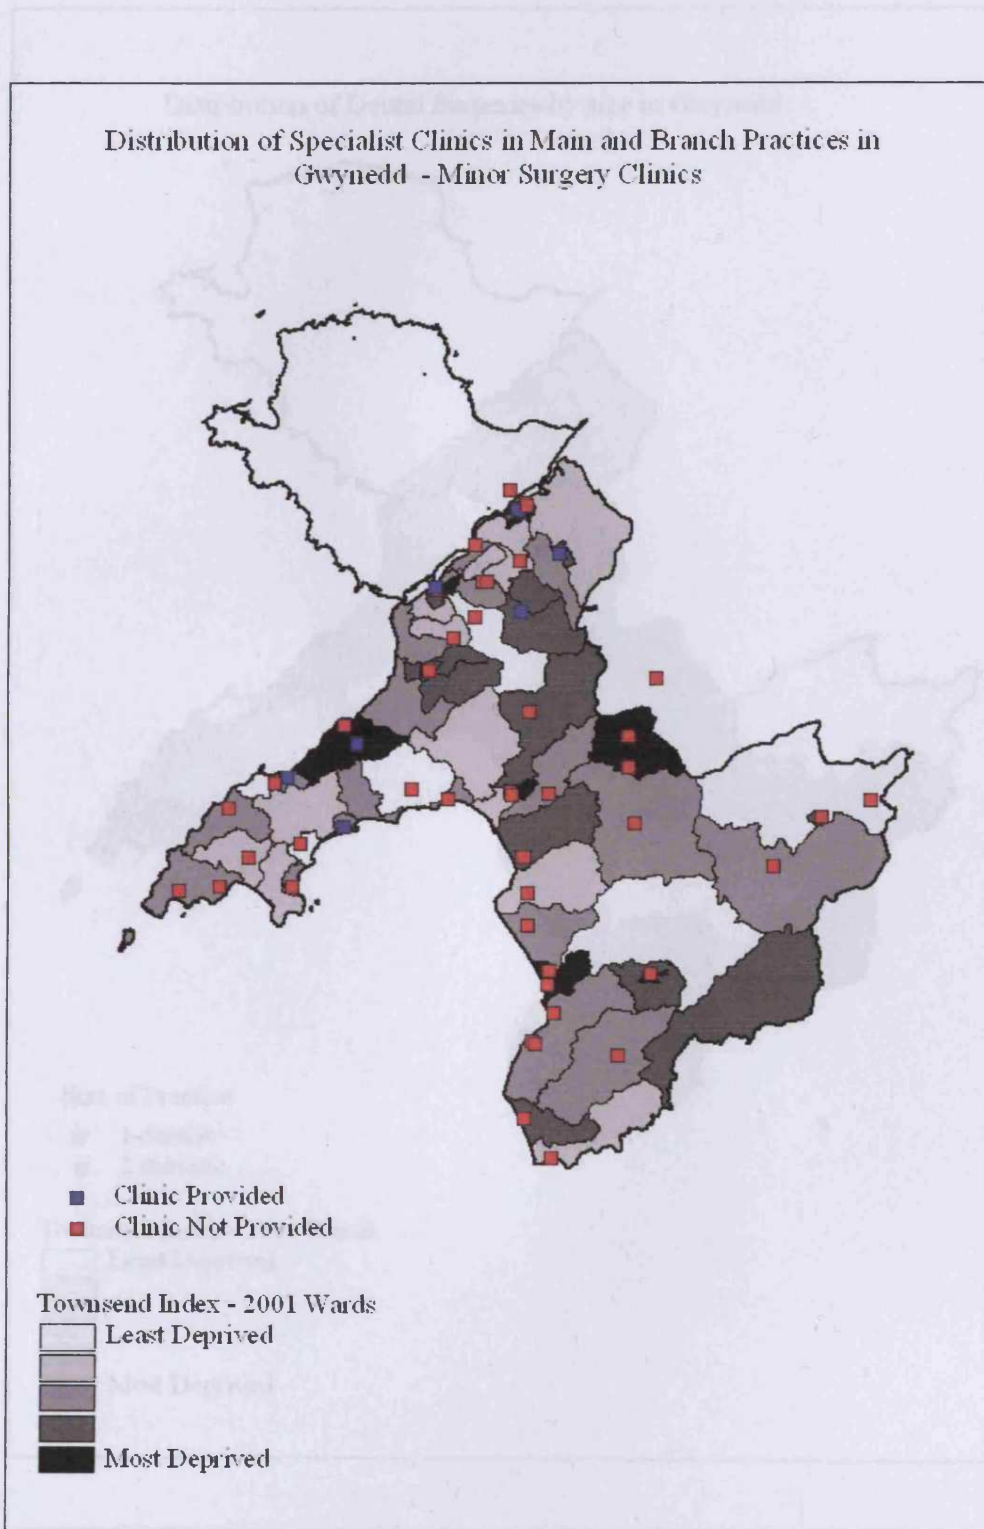 Distribution of Specialist Clinics in Main and Branch Practices in
Gwynedd - Minor Surgery Clinics
Clinic Provided
Clinic Not Provided
Townsend Index - 2001 Wards
Least Deprived
Most Deprived